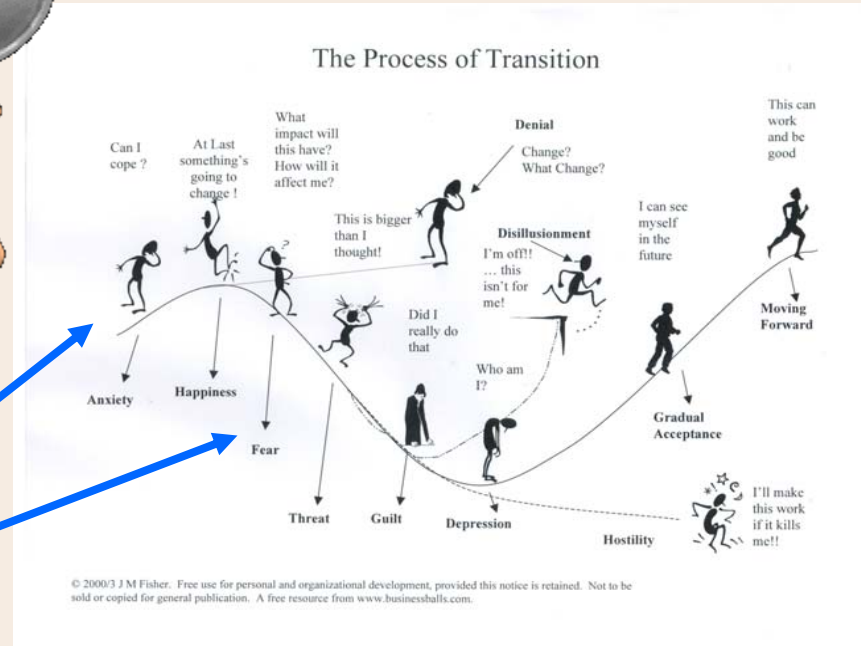 The Process of Transition
Can I
cope ?
At Last
something's
going to
change !
What
impact will
this have?
How will it
affect me?
?
This is bigger
than I
thought!
Denial
Change?
What Change?
Disillusionment
I'm off!!
... this
isn't for
me!
Did I
really do
that
Who am
I?
I can see
myself
in the
future
This can
work
and be
good
Moving
Forward
Gradual
Acceptance
Anxiety
Happiness
Fear
Threat
Guilt
Depression
Hostility
I'll make
this work
if it kills
me!!
© 2000/3 J M Fisher. Free use for personal and organizational development, provided this notice is retained. Not to be
sold or copied for general publication. A free resource from www.businessballs.com.